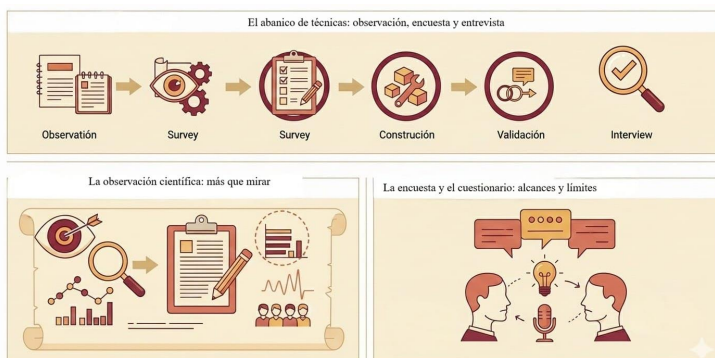 El abanico de técnicas: observación, encuesta y entrevista
Observatión
Survey
Survey
Construción
Validación
Interview
La observación científica: más que mirar
La encuesta y el cuestionario: alcances y límites